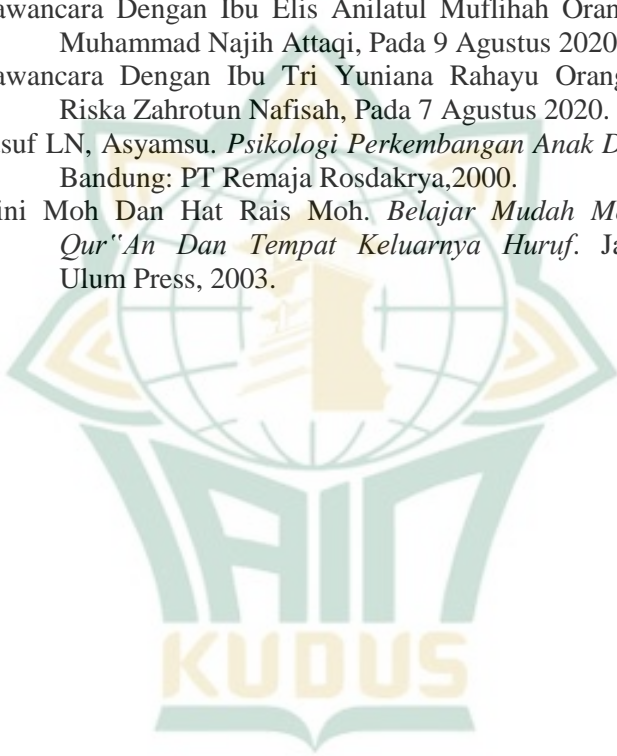 awancara Dengan Ibu Elis Anilatul Muflihah Oran
Muhammad Najih Attaqi, Pada 9 Agustus 2020
awancara Dengan Ibu Tri Yuniana Rahayu Orang
Riska Zahrotun Nafisah, Pada 7 Agustus 2020.
suf LN, Asyamsu. Psikologi Perkembangan Anak D
Bandung: PT Remaja Rosdakrya,2000.
ini Moh Dan Hat Rais Moh. Belajar Mudah M
Qur‟An Dan Tempat Keluarnya Huruf. Ja
Ulum Press, 2003.
IAIN
KUDUS